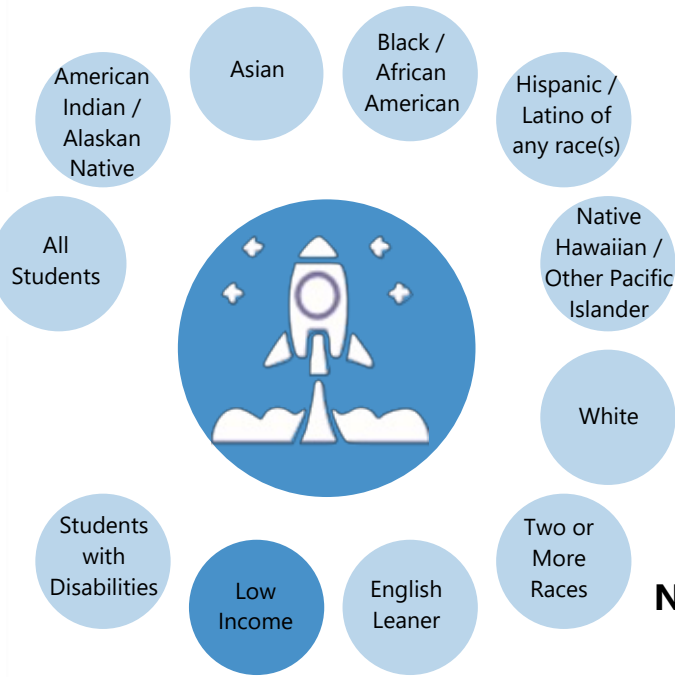 All
Students
American
Indian /
Alaskan
Native
Asian
Black /
African
American
Hispanic /
Latino of
any race(s)
Native
Hawaiian /
Other Pacific
Islander
White
Two or
More
Races
English
Leaner
Low
Income
Students
with
Disabilities
N